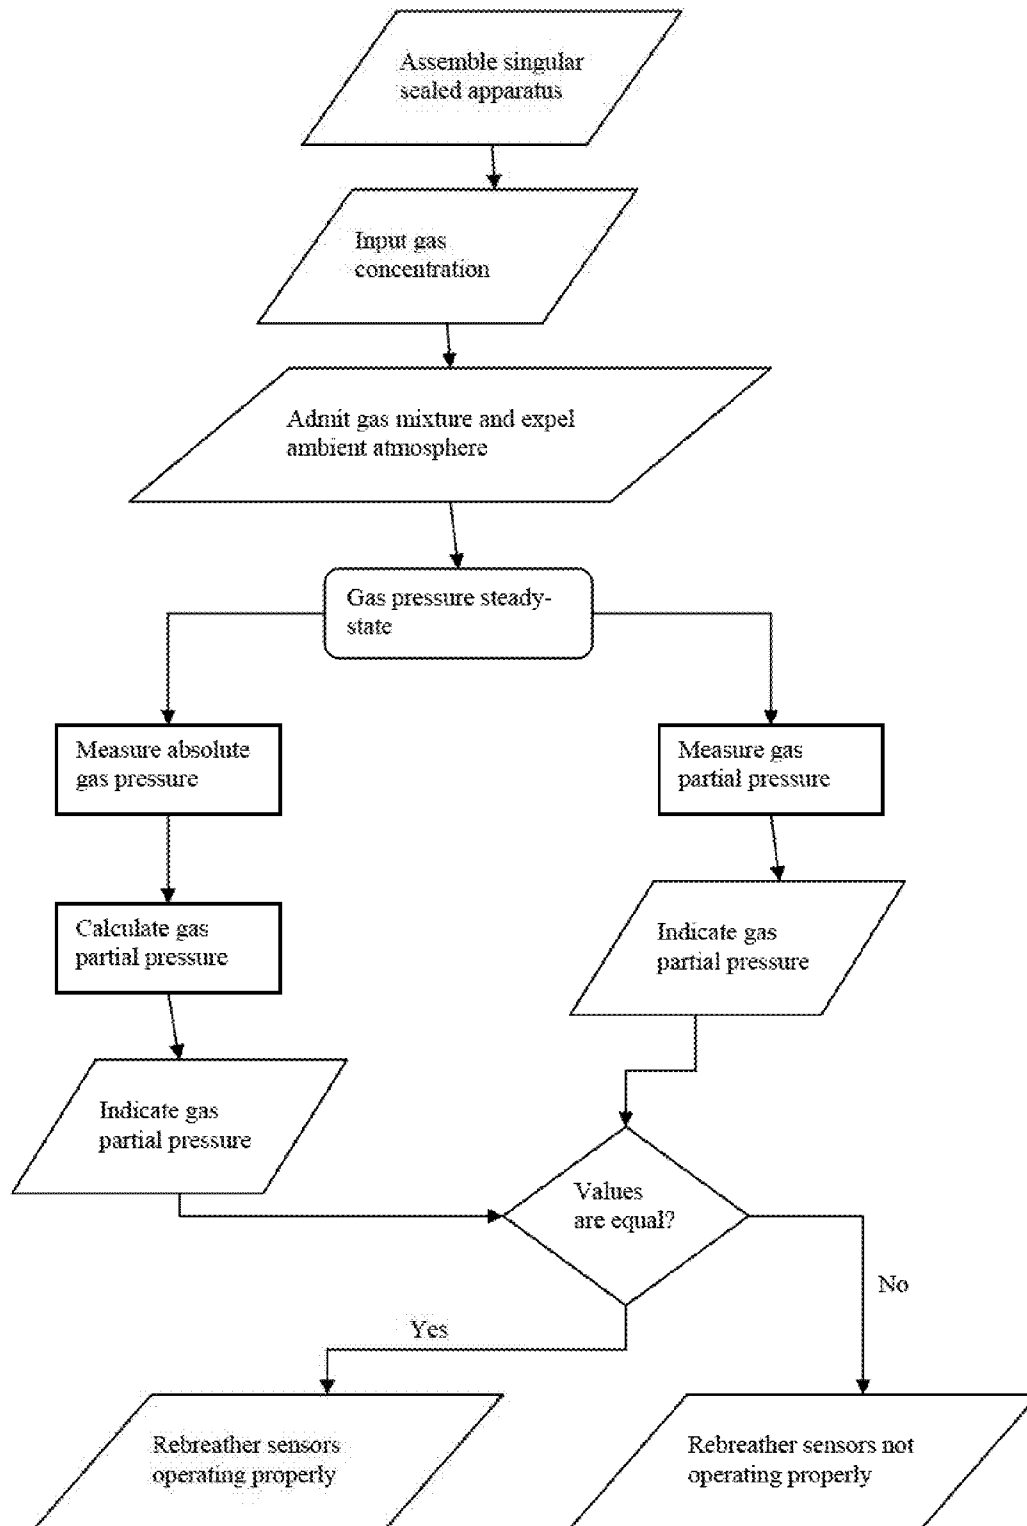 Assemble singular
sealed apparatus
Input gas
concentration
Admit gas mixture and expel
ambient atmosphere
Gas pressure steady-
state
Measure absolute
gas pressure
Measure gas
partial pressure
Calculate gas
partial pressure
Indicate gas
partial pressure
Indicate gas
partial pressure
Values
are equal?
No
Yes
Rebreather sensors
operating properly
Rebreather sensors not
operating properly